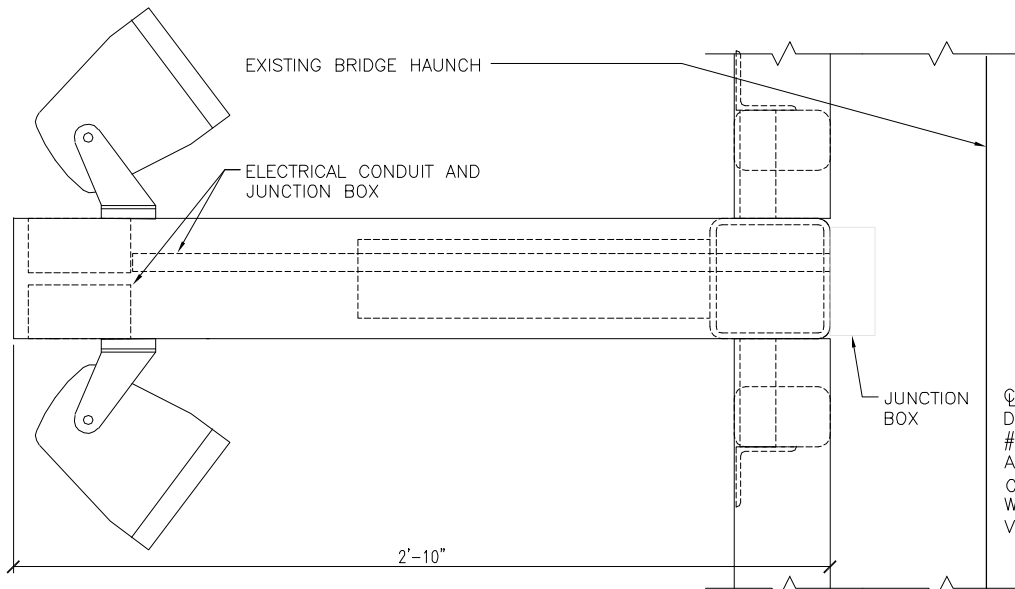 EXISTING BRIDGE HAUNCH
ELECTRICAL CONDUIT AND
JUNCTION BOX
JUNCTION
BOX
2'-10"
℄
D
#
A
W
V